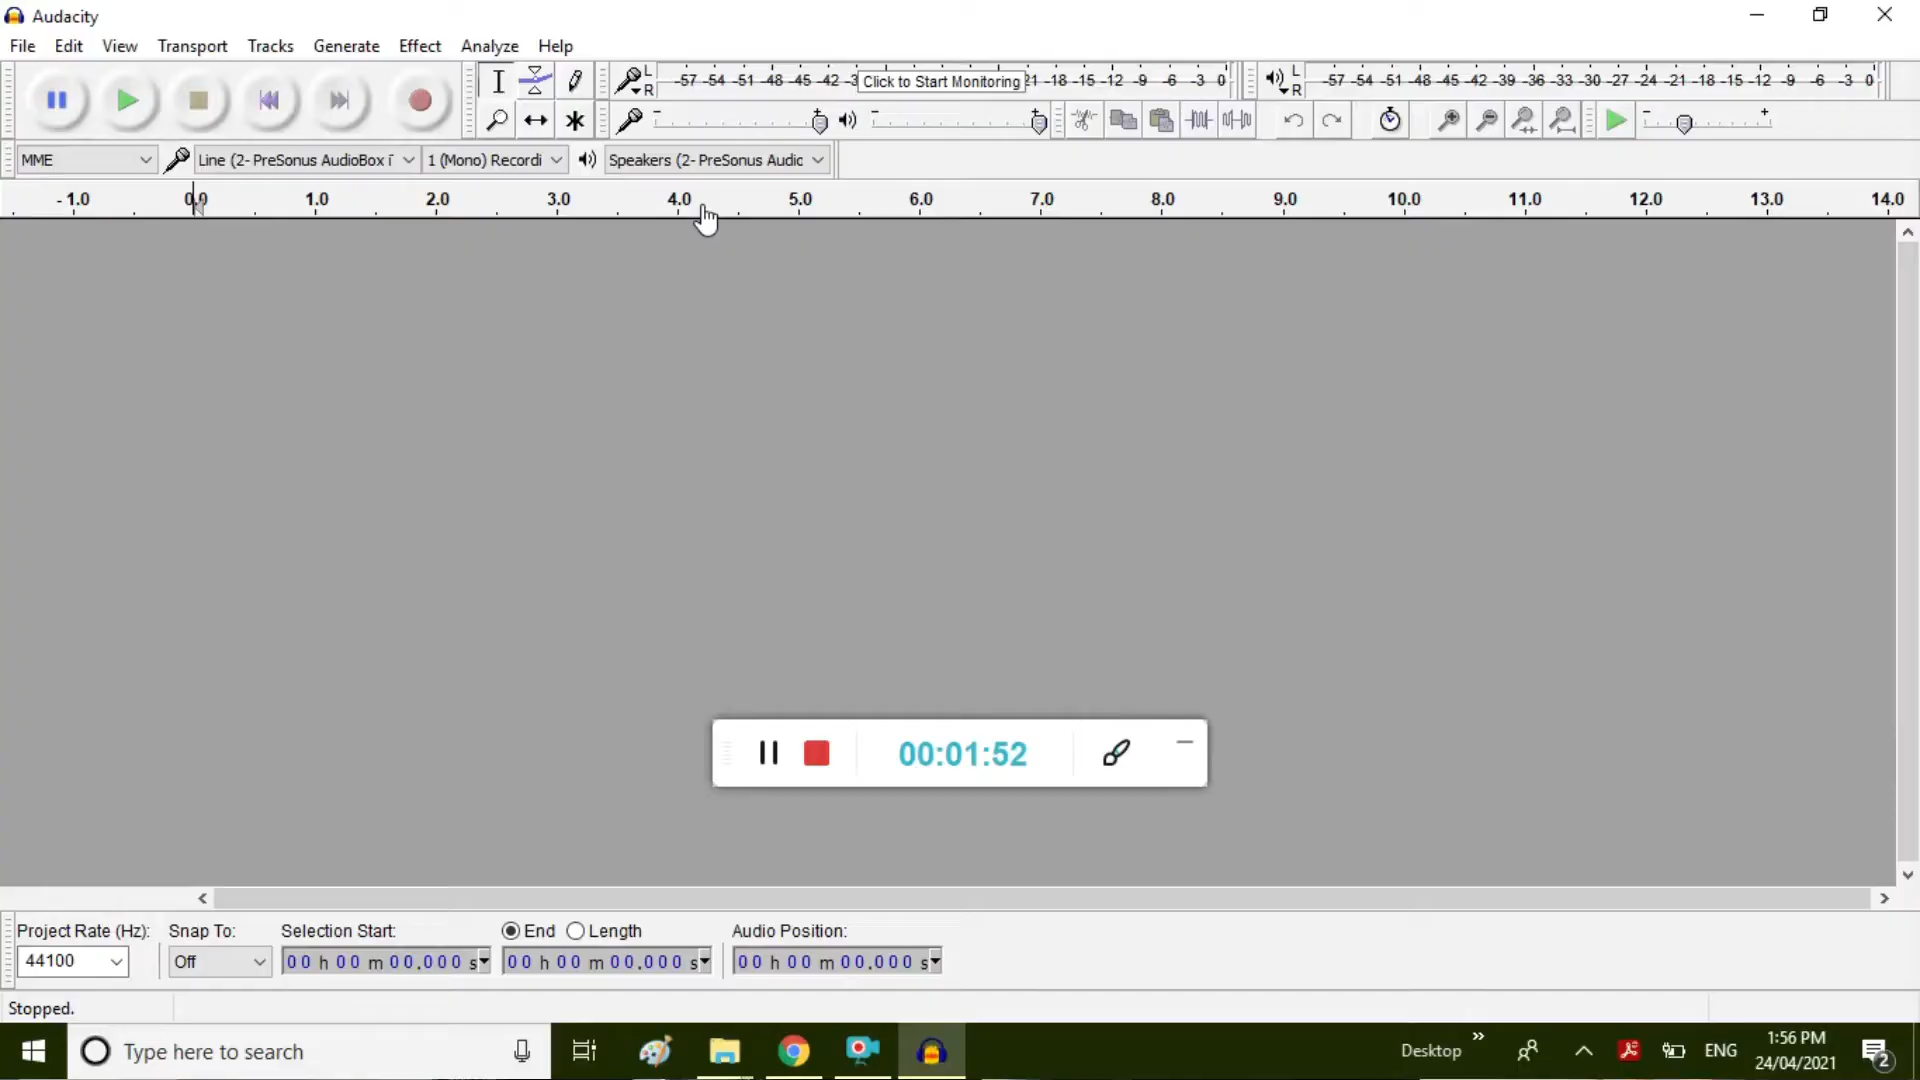 Audacity
File Edit View Transport Tracks Generate Effect Analyze Help
L R -57 -54 -51 -48 -45 -42 -3 Click to Start Monitoring 21 -18 -15 -12 -9 -6 -3 0 L R -57 -54 -51 -48 -45 -42 -39 -36 -33 -30 -27 -24 -21 -18 -15 -12 -9 -6 -3 0
MME Line (2- PreSonus AudioBox i 1 (Mono) Recordi Speakers (2- PreSonus Audic
-1.0 0.0 1.0 2.0 3.0 4.0 5.0 6.0 7.0 8.0 9.0 10.0 11.0 12.0 13.0 14.0
00:01:52
Project Rate (Hz): Snap To: Selection Start: End Length Audio Position:
44100 Off 00 h 00 m 00.000 s 00 h 00 m 00.000 s 00 h 00 m 00.000 s
Stopped.
Type here to search Desktop ENG 1:56 PM
24/04/2021 2